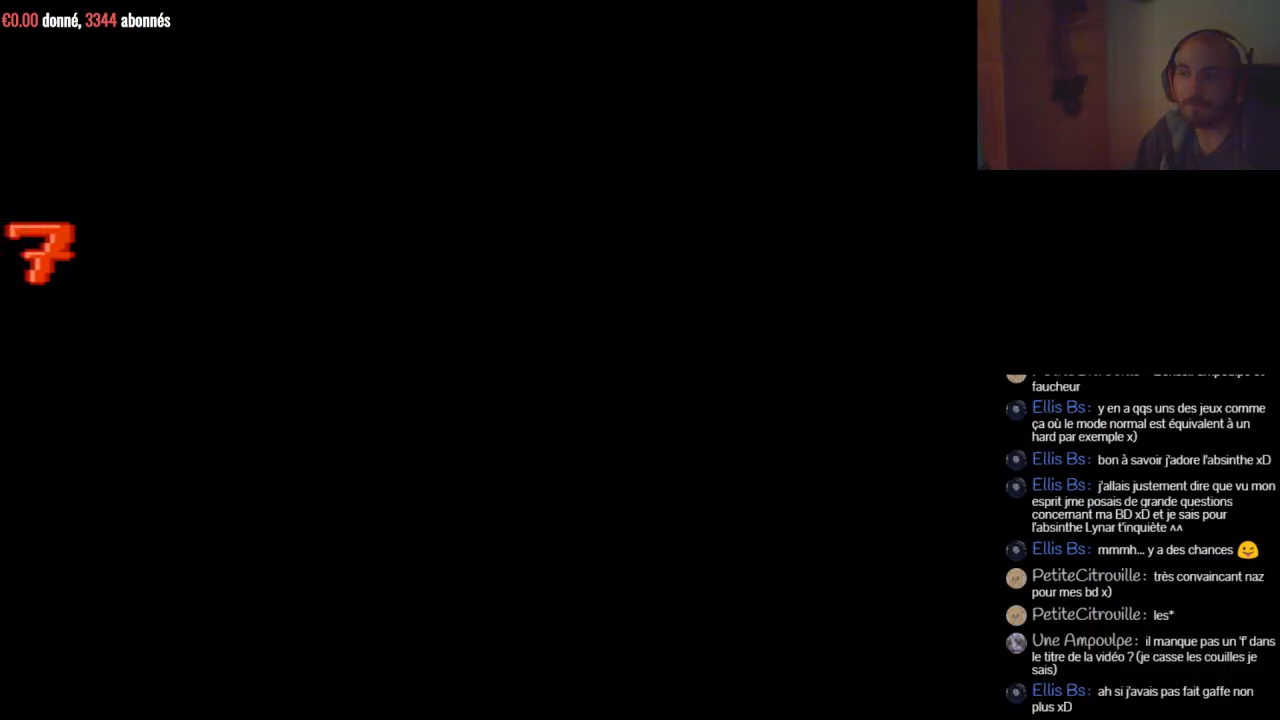 €0.00 donné, 3344 abonnés
7
faucheur
Ellis Bs: y en a qqs uns des jeux comme
ça où le mode normal est équivalent à un
hard par exemple x)
Ellis Bs: bon à savoir j'adore l'absinthe xD
Ellis Bs: j'allais justement dire que vu mon
esprit jme posais de grande questions
concernant ma BD xD et je sais pour
l'absinthe Lynar t'inquiète ^^
Ellis Bs: mmmh... y a des chances 😜
PetiteCitrouille: très convaincant naz
pour mes bd x)
PetiteCitrouille: les*
Une Ampoulpe: il manque pas un 'f' dans
le titre de la vidéo ? (je casse les couilles je
sais)
Ellis Bs: ah si j'avais pas fait gaffe non
plus xD